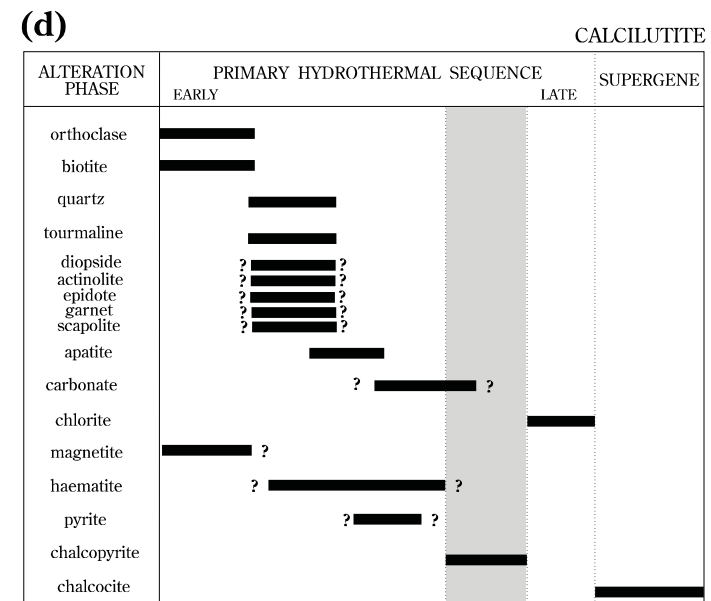 (d)
CALCILUTITE
ALTERATION
PHASE
PRIMARY HYDROTHERMAL SEQUENCE
EARLY
LATE
SUPERGENE
orthoclase
biotite
quartz
tourmaline
diopside ? ?
actinolite ? ?
epidote ? ?
garnet ? ?
scapolite ? ?
apatite
carbonate ? ?
chlorite
magnetite ?
haematite ? ?
pyrite ? ?
chalcopyrite
chalcocite